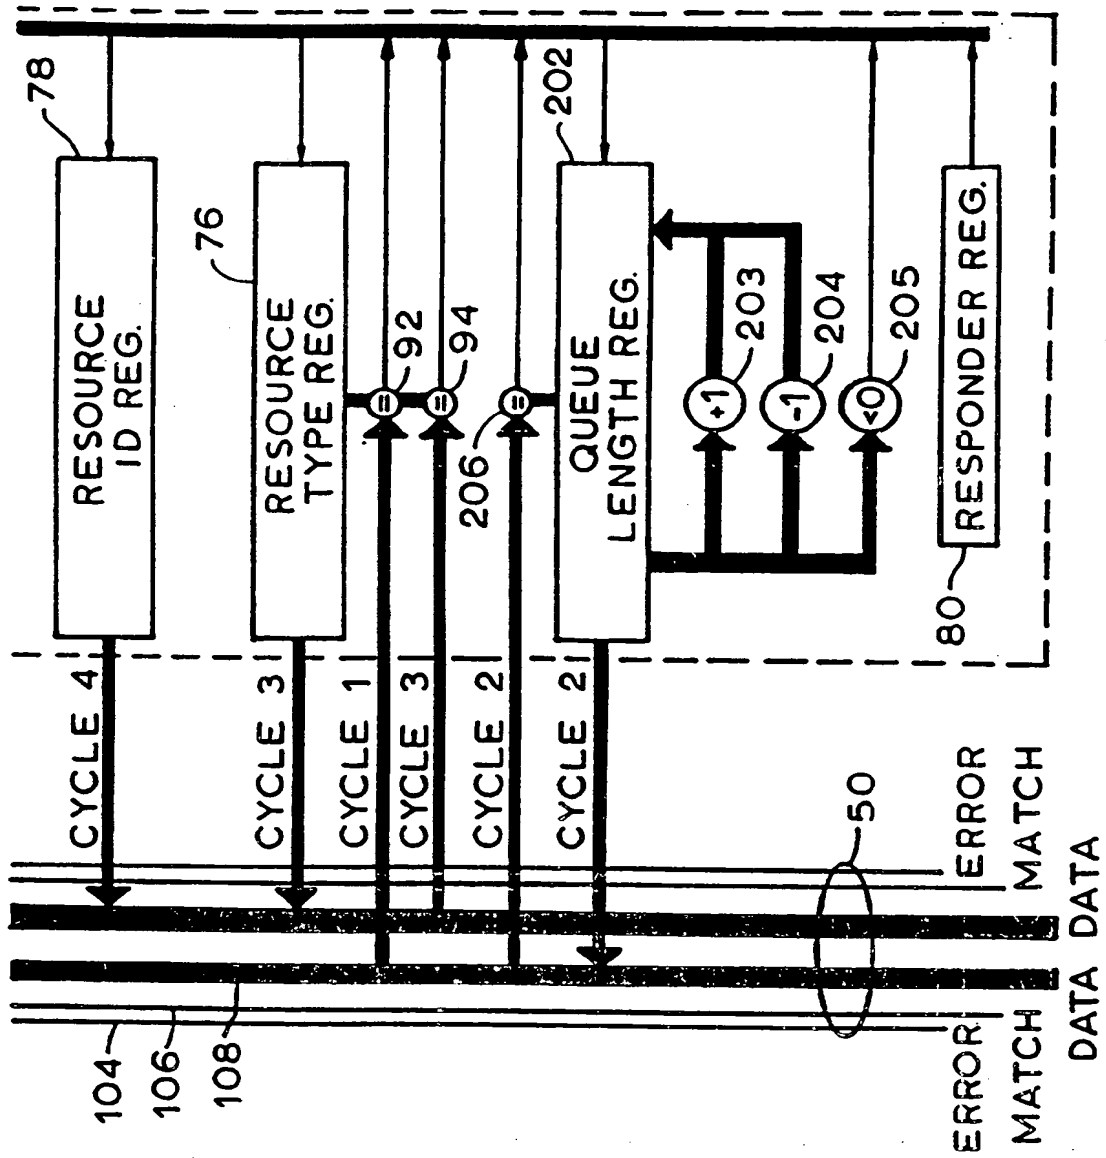 104
106
108
CYCLE 4
RESOURCE
ID REG.
78
CYCLE 3
RESOURCE
TYPE REG.
76
CYCLE 1
=
92
CYCLE 3
=
94
CYCLE 2
206
=
CYCLE 2
QUEUE
LENGTH REG.
202
+1
203
-1
204
<0
205
50
80
RESPONDER REG.
ERROR
MATCH
DATA
DATA
MATCH
ERROR